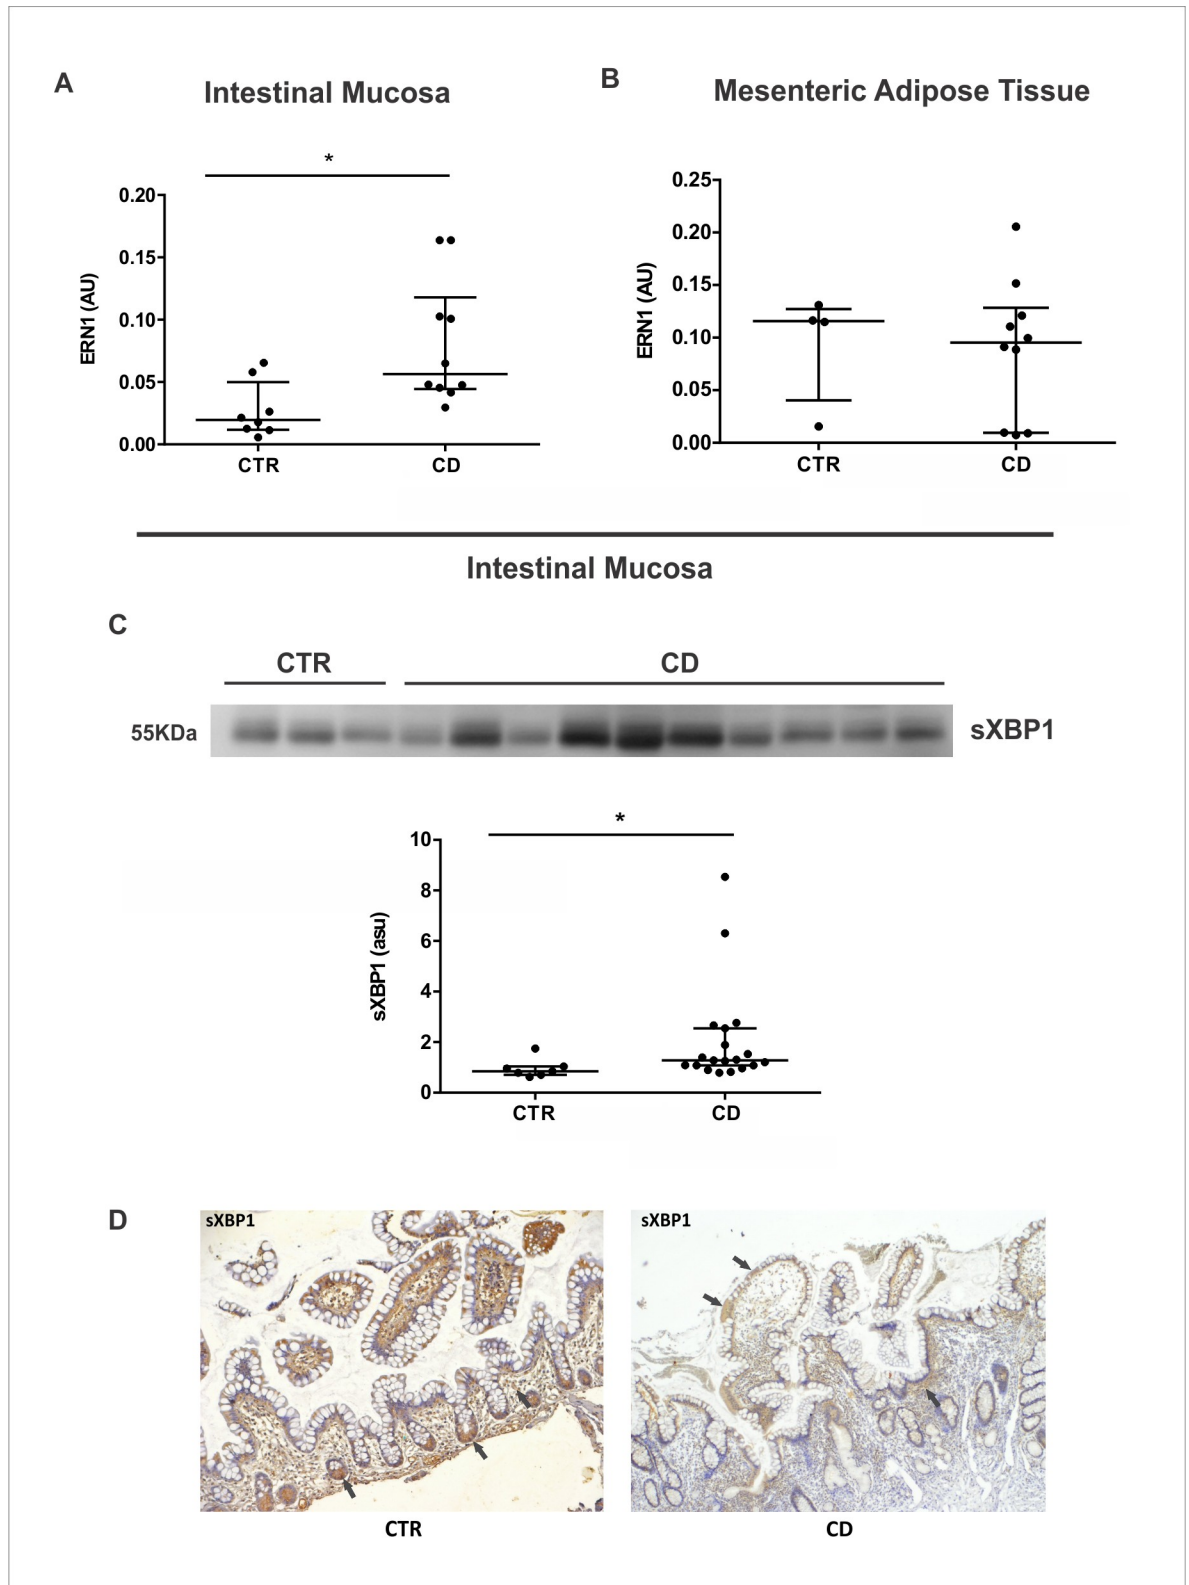 A
Intestinal Mucosa
*
0.20
0.15
0.10
0.05
0.00
ERN1 (AU)
CTR
CD
B
Mesenteric Adipose Tissue
0.25
0.20
0.15
0.10
0.05
0.00
ERN1 (AU)
CTR
CD
Intestinal Mucosa
C
CTR
CD
55KDa
sXBP1
*
10
8
6
4
2
0
sXBP1 (asu)
CTR
CD
D
sXBP1
sXBP1
CTR
CD